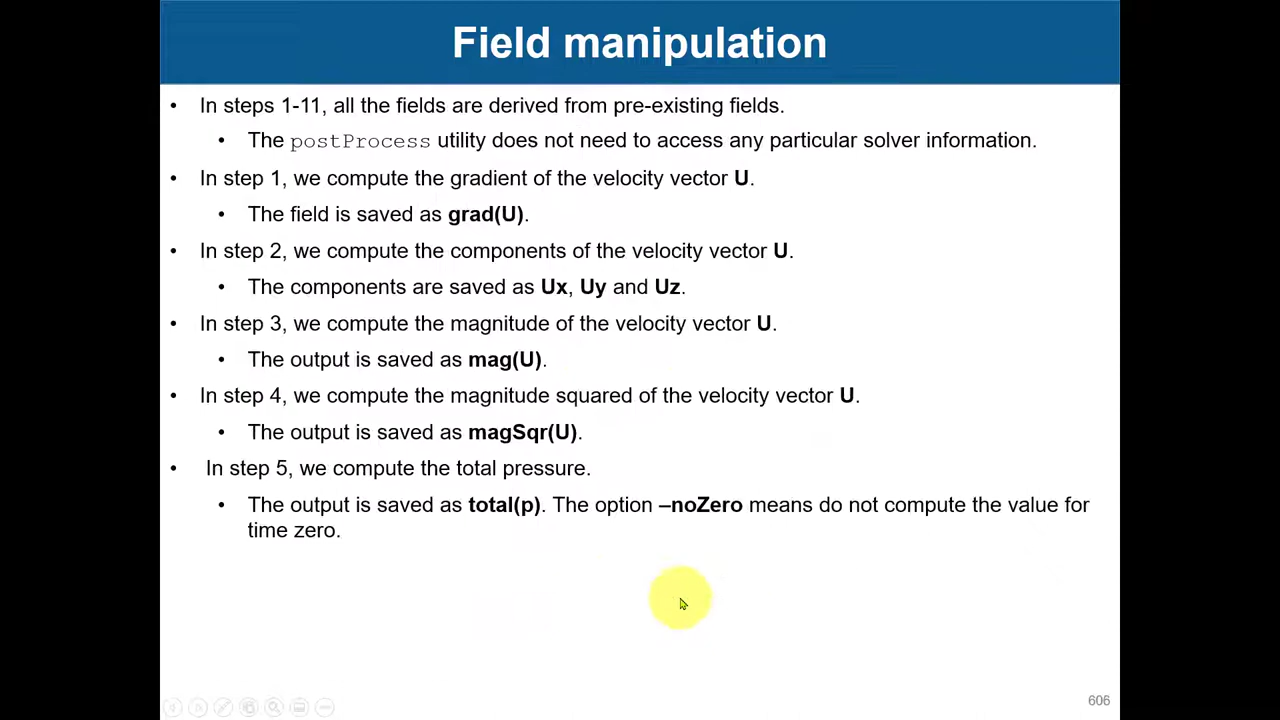 Field manipulation
• In steps 1-11, all the fields are derived from pre-existing fields.
• The postProcess utility does not need to access any particular solver information.
• In step 1, we compute the gradient of the velocity vector U.
• The field is saved as grad(U).
• In step 2, we compute the components of the velocity vector U.
• The components are saved as Ux, Uy and Uz.
• In step 3, we compute the magnitude of the velocity vector U.
• The output is saved as mag(U).
• In step 4, we compute the magnitude squared of the velocity vector U.
• The output is saved as magSqr(U).
• In step 5, we compute the total pressure.
• The output is saved as total(p). The option –noZero means do not compute the value for
time zero.
606